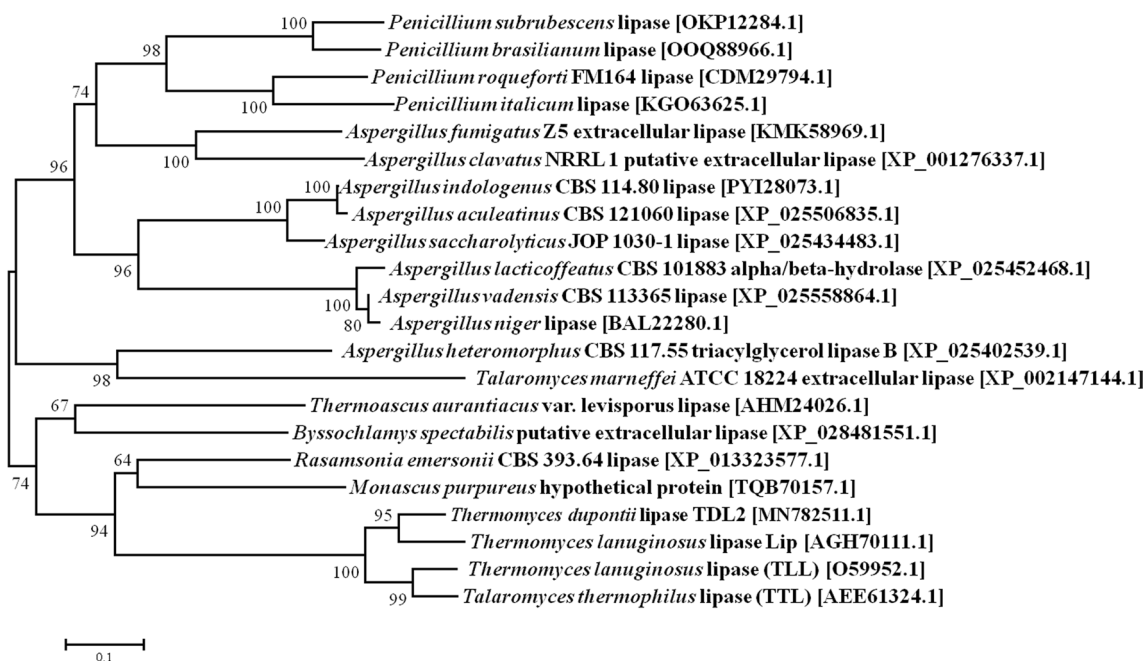 100 Penicillium subrubescens lipase [OKP12284.1]
98 Penicillium brasilianum lipase [OOQ88966.1]
Penicillium roqueforti FM164 lipase [CDM29794.1]
74 100 Penicillium italicum lipase [KGO63625.1]
Aspergillus fumigatus Z5 extracellular lipase [KMK58969.1]
96 100 Aspergillus clavatus NRRL 1 putative extracellular lipase [XP_001276337.1]
100 Aspergillus indologenus CBS 114.80 lipase [PYI28073.1]
100 Aspergillus aculeatinus CBS 121060 lipase [XP_025506835.1]
Aspergillus saccharolyticus JOP 1030-1 lipase [XP_025434483.1]
96 Aspergillus lacticoffeatus CBS 101883 alpha/beta-hydrolase [XP_025452468.1]
100 Aspergillus vadensis CBS 113365 lipase [XP_025558864.1]
80 Aspergillus niger lipase [BAL22280.1]
Aspergillus heteromorphus CBS 117.55 triacylglycerol lipase B [XP_025402539.1]
98 Talaromyces marneffei ATCC 18224 extracellular lipase [XP_002147144.1]
67 Thermoascus aurantiacus var. levisporus lipase [AHM24026.1]
Byssochlamys spectabilis putative extracellular lipase [XP_028481551.1]
64 Rasamsonia emersonii CBS 393.64 lipase [XP_013323577.1]
74 Monascus purpureus hypothetical protein [TQB70157.1]
95 Thermomyces dupontii lipase TDL2 [MN782511.1]
94 Thermomyces lanuginosus lipase Lip [AGH70111.1]
100 Thermomyces lanuginosus lipase (TLL) [O59952.1]
99 Talaromyces thermophilus lipase (TTL) [AEE61324.1]
0.1